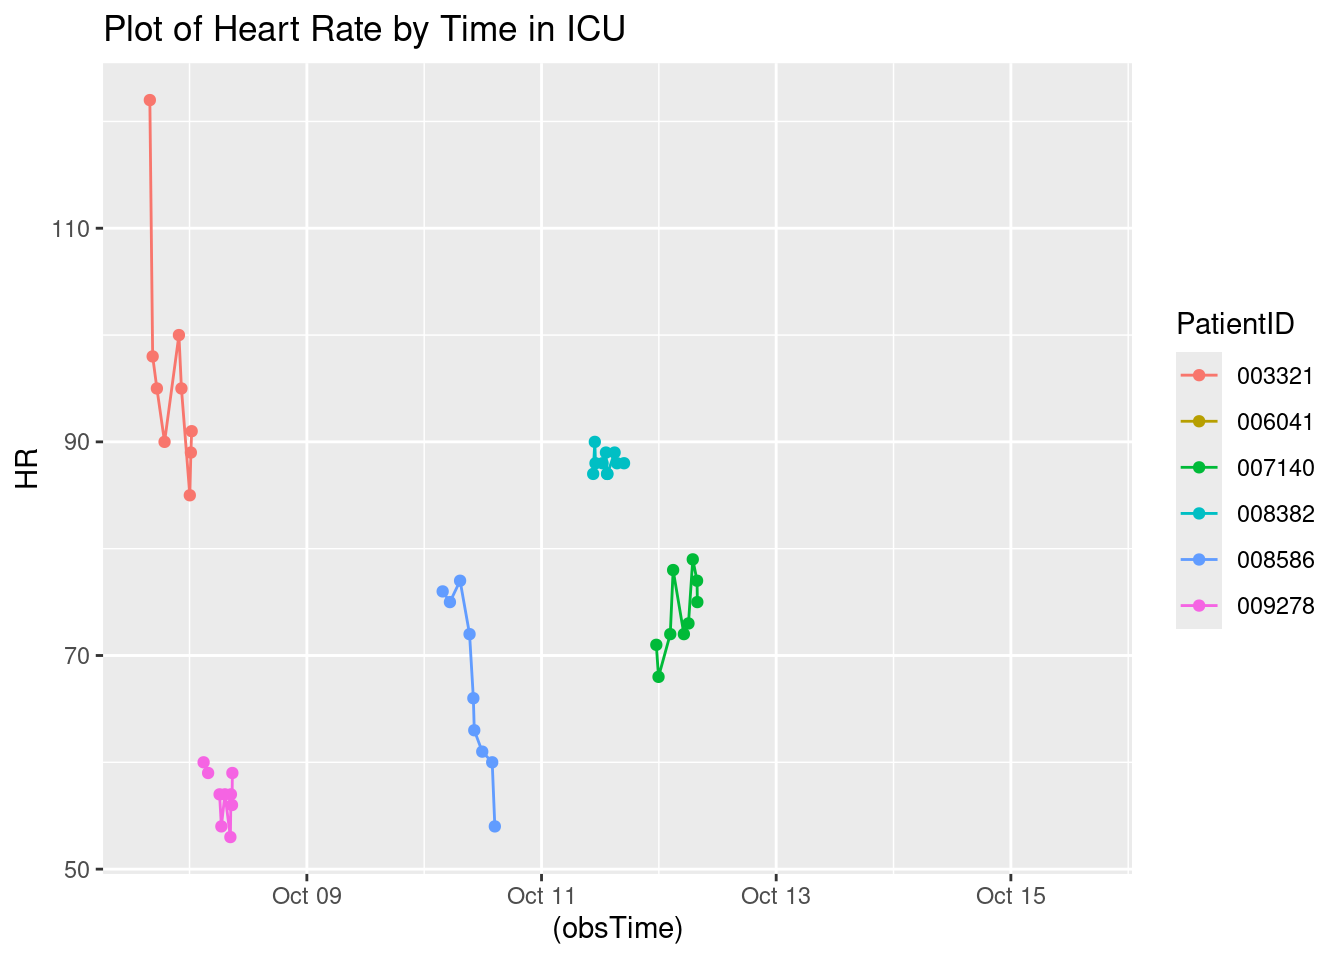 Plot of Heart Rate by Time in ICU
110
90
70
50
HR
Oct 09
Oct 11
Oct 13
Oct 15
(obsTime)
PatientID
003321
006041
007140
008382
008586
009278